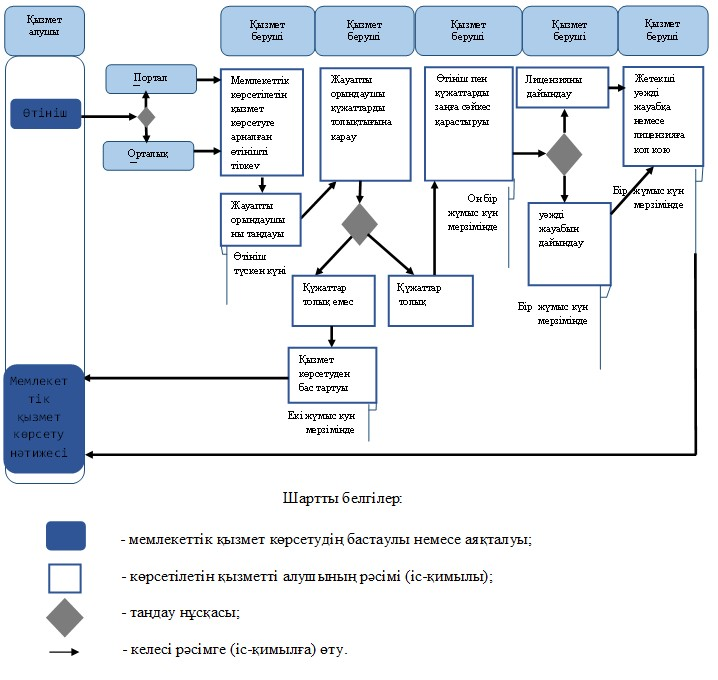 Қызмет
алушы
Қызмет
беруші
Қызмет
беруші
Қызмет
беруші
Қызмет
беруші
Қызмет
беруші
Өтініш
Портал
Орталық
Мемлекеттік
көрсетілетін
қызмет
көрсетуге
арналған
өтінішті
тіркеу
Жауапты
орындаушы
ны таңдауы
Өтініш
түскен күні
Жауапты
орындаушы
құжаттарды
толықтығына
қарау
Құжаттар
толық емес
Құжаттар
толық
Қызмет
көрсетуден
бас тартуы
Екі жұмыс күн
мерзімінде
Өтініш пен
құжаттарды
заңға сәйкес
қарастыруы
Он бір
жұмыс күн
мерзімінде
Лицензияны
дайындау
уәжді
жауабын
дайындау
Бір жұмыс күн
мерзімінде
Жетекші
уәжді
жауабқа
немесе
лицензияға
қол қою
Бір жұмыс күн
мерзімінде
Мемлекет
тік
қызмет
көрсету
нәтижесі
Шартты белгілер:
- мемлекеттік қызмет көрсетудің бастаулы немесе аяқталуы;
- көрсетілетін қызметті алушының рәсімі (іс-қимылы);
- таңдау нұсқасы;
- келесі рәсімге (іс-қимылға) өту.